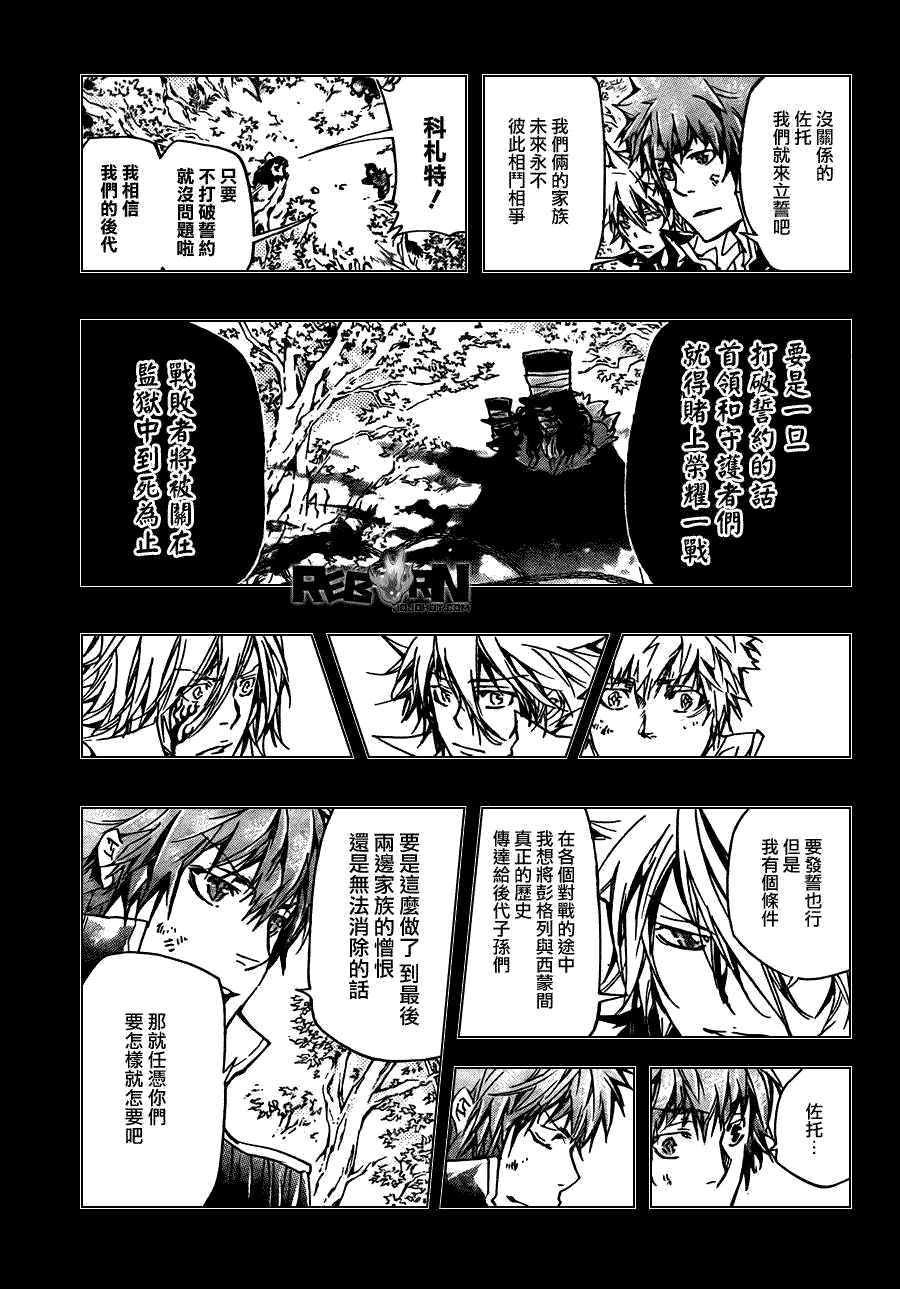 沒關係的
佐托
我們就來立誓吧
我們倆的家族
未來永不
彼此相鬥相爭
科札特！
只要
不打破誓約
就沒問題啦
我相信
我們的後代
要是一旦
打破誓約的話
首領和守護者們
就得賭上榮耀一戰
戰敗者將被關在
監獄中到死為止
REBORN
JOJOHOT.COM
要發誓也行
但是
我有個條件
在各個對戰的途中
我想將彭格列與西蒙間
真正的歷史
傳達給後代子孫們
佐托…
要是這麼做了 到最後
兩邊家族的憎恨
還是無法消除的話
那就任憑你們
要怎樣就怎要吧